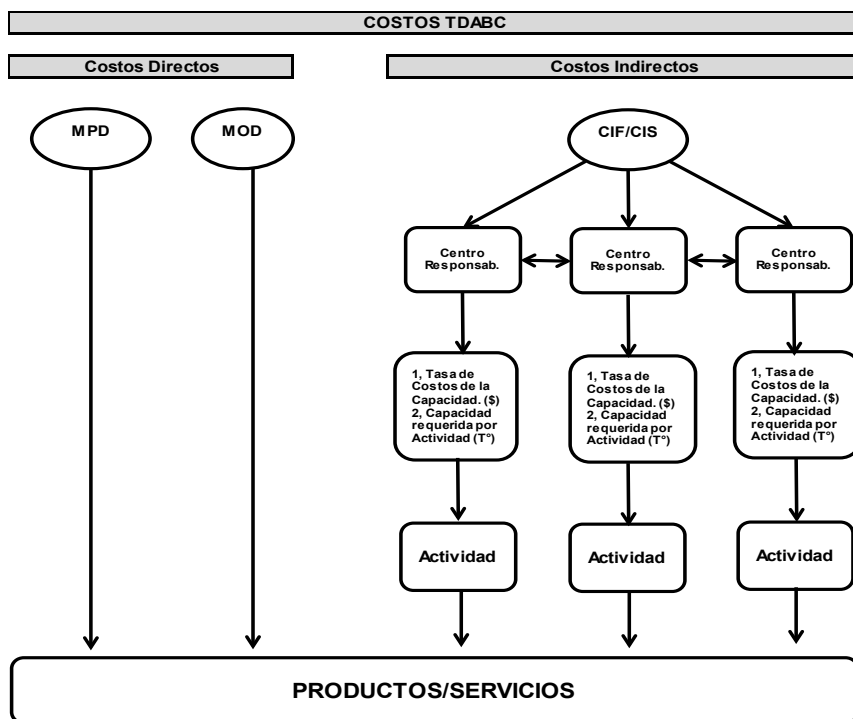 COSTOS TDABC
Costos Directos
Costos Indirectos
MPD
MOD
CIF/CIS
Centro
Responsab.
Centro
Responsab.
Centro
Responsab.
1, Tasa de
Costos de la
Capacidad. ($)
2, Capacidad
requerida por
Actividad (T°)
1, Tasa de
Costos de la
Capacidad. ($)
2, Capacidad
requerida por
Actividad (T°)
1, Tasa de
Costos de la
Capacidad. ($)
2, Capacidad
requerida por
Actividad (T°)
Actividad
Actividad
Actividad
PRODUCTOS/SERVICIOS